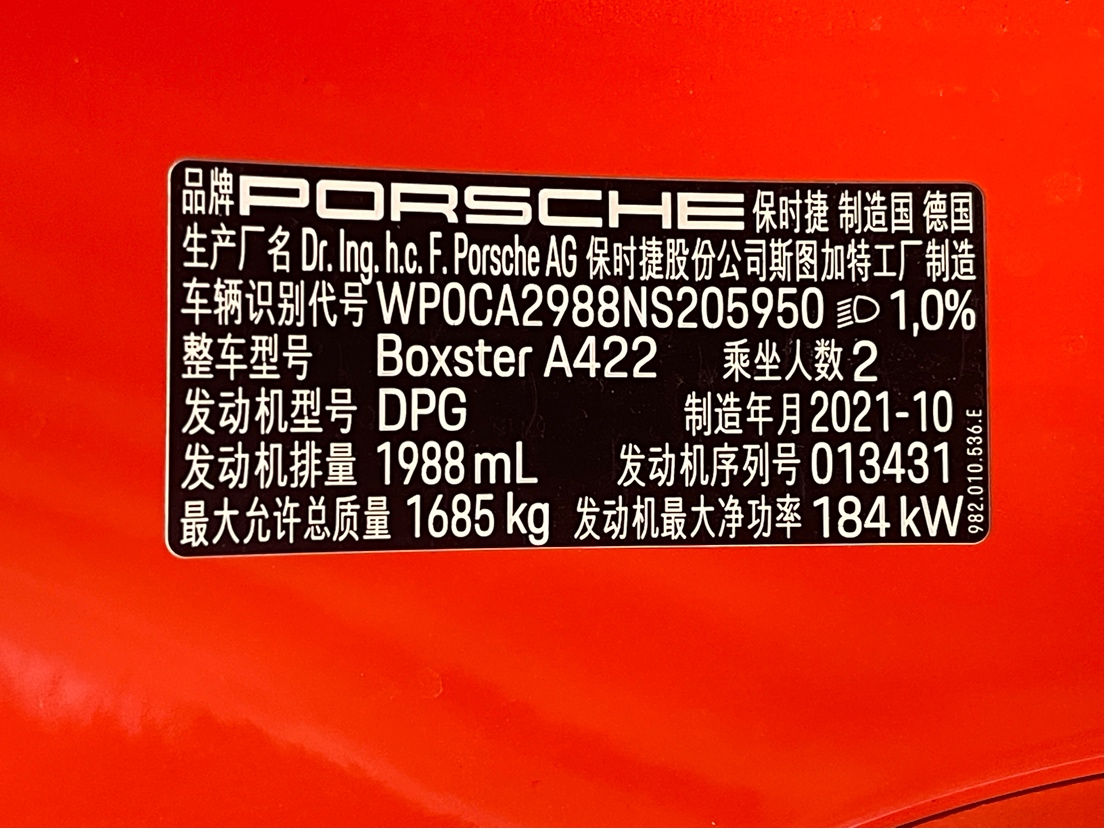 品牌 PORSCHE 保时捷 制造国 德国
生产厂名 Dr. Ing. h.c. F. Porsche AG 保时捷股份公司斯图加特工厂制造
车辆识别代号 WP0CA2988NS205950 1,0%
整车型号 Boxster A422 乘坐人数 2
发动机型号 DPG 制造年月 2021-10
发动机排量 1988 mL 发动机序列号 013431
最大允许总质量 1685 kg 发动机最大净功率 184 kW
982.010.536.E